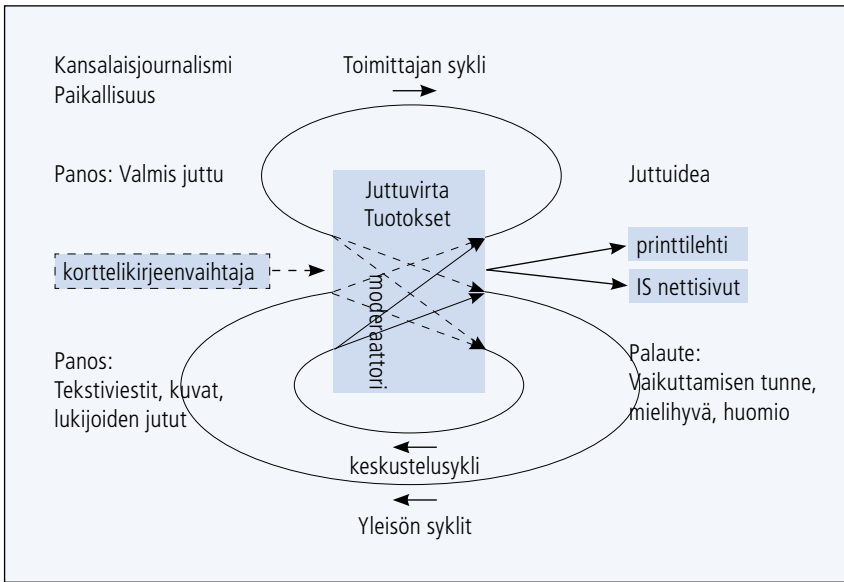 Kansalaisjournalismi
Paikallisuus
Toimittajan sykli
Panos: Valmis juttu
Juttuvirta
Tuotokset
Juttuidea
korttelikirjeenvaihtaja
moderaattori
printtilehti
IS nettisivut
Panos:
Tekstiviestit, kuvat,
lukijoiden jutut
Palaute:
Vaikuttamisen tunne,
mielihyvä, huomio
keskustelusykli
Yleisön syklit